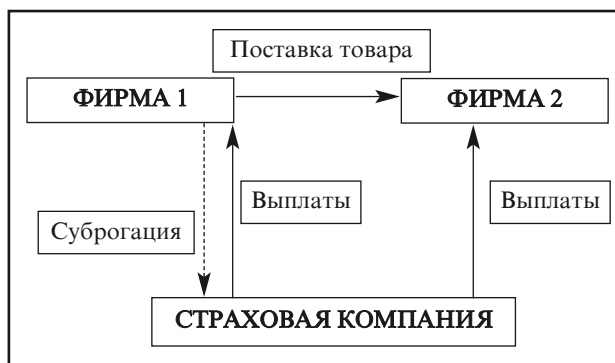 Поставка товара
ФИРМА 1
ФИРМА 2
Выплаты
Выплаты
Суброгация
СТРАХОВАЯ КОМПАНИЯ